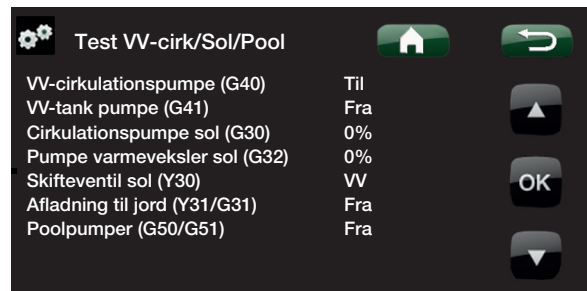 Test VV-cirk/Sol/Pool
VV-cirkulationspumpe (G40) Til
VV-tank pumpe (G41) Fra
Cirkulationspumpe sol (G30) 0%
Pumpe varmeveksler sol (G32) 0%
Skifteventil sol (Y30) VV
Afladning til jord (Y31/G31) Fra
Poolpumper (G50/G51) Fra
OK